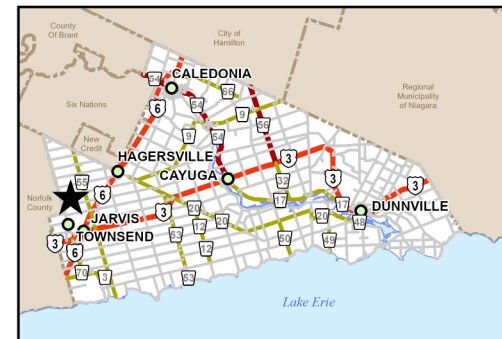 County
Of Brant
City of
Hamilton
54
CALEDONIA
6
54
66
Regional
Municipality
of Niagara
Six Nations
9
56
New
Credit
9
54
HAGERSVILLE
3
55
6
CAYUGA
32
3
3
Norfolk
County
17
17
DUNNVILLE
JARVIS
3
20
20
20
48
TOWNSEND
12
3
6
53
12
50
49
70
3
53
Lake Erie